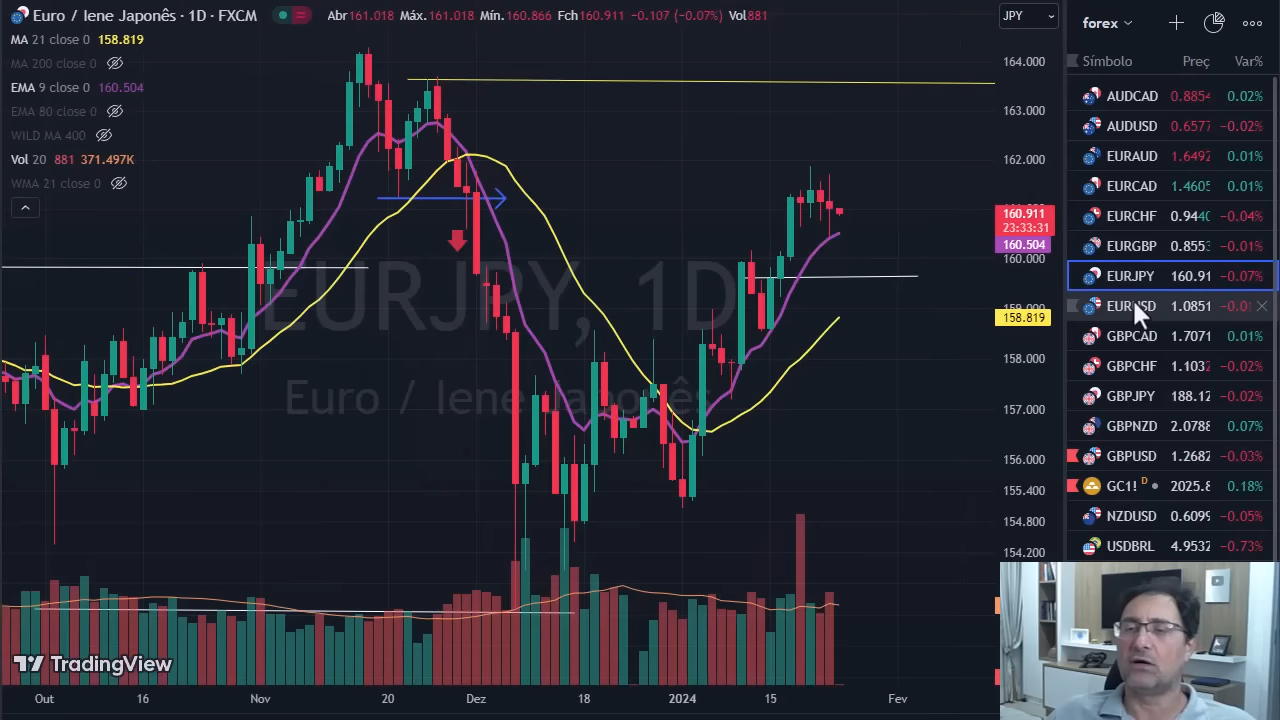 Euro / Iene Japonês · 1D · FXCM
Abr161.018 Máx.161.018 Mín.160.866 Fch160.911 −0.107 (−0.07%) Vol881
MA 21 close 0 158.819
MA 200 close 0
EMA 9 close 0 160.504
EMA 80 close 0
WILD MA 400
Vol 20 881 371.497K
WMA 21 close 0
EURJPY, 1D
Euro / Iene Japonês
JPY
164.000
163.000
162.000
160.911
23:33:31
160.504
160.000
159.000
158.819
158.000
157.000
156.000
155.400
154.800
154.200
TradingView
Out
16
Nov
20
Dez
18
2024
15
Fev
forex
Símbolo Preç Var%
AUDCAD 0.8854 0.02%
AUDUSD 0.6577 −0.02%
EURAUD 1.6492 0.01%
EURCAD 1.4605 0.01%
EURCHF 0.9440 −0.04%
EURGBP 0.8553 −0.01%
EURJPY 160.91 −0.07%
EURUSD 1.0851 −0.01
GBPCAD 1.7071 0.01%
GBPCHF 1.1032 −0.02%
GBPJPY 188.12 −0.02%
GBPNZD 2.0788 0.07%
GBPUSD 1.2682 −0.03%
GC1! D 2025.8 0.18%
NZDUSD 0.6099 −0.05%
USDBRL 4.9532 −0.73%